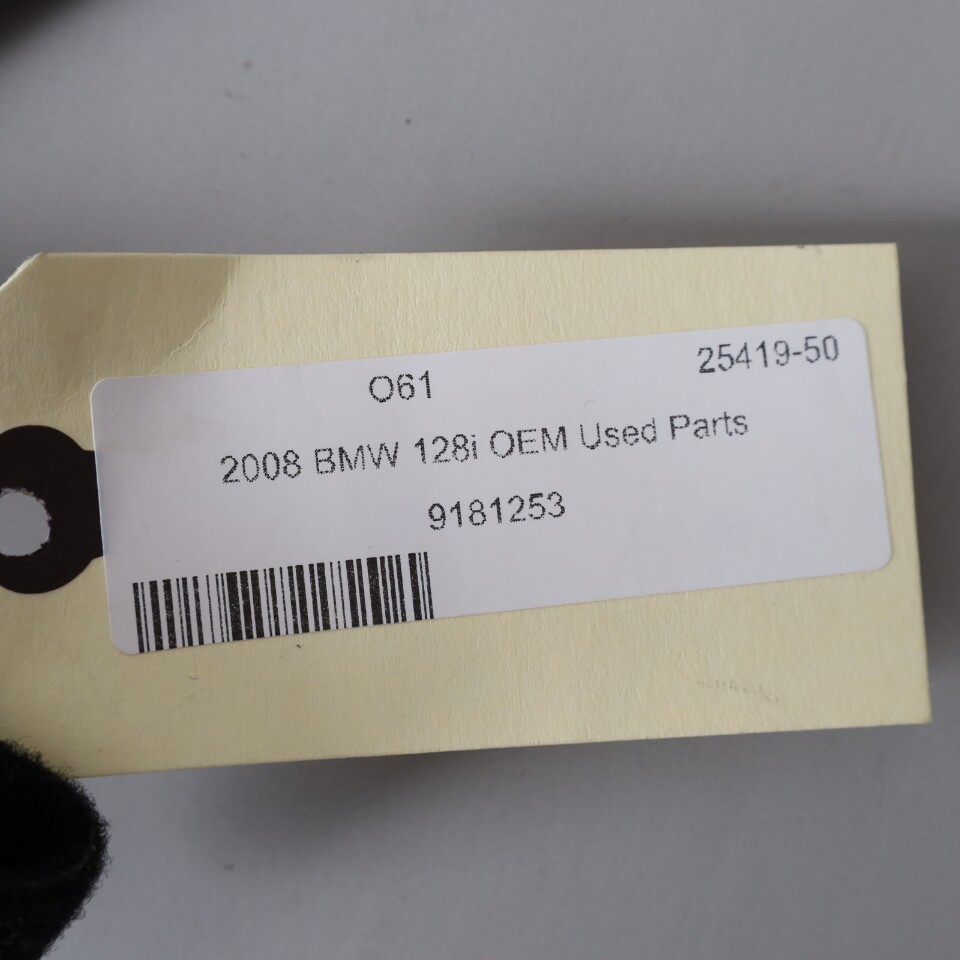 O61
25419-50
2008 BMW 128i OEM Used Parts
9181253